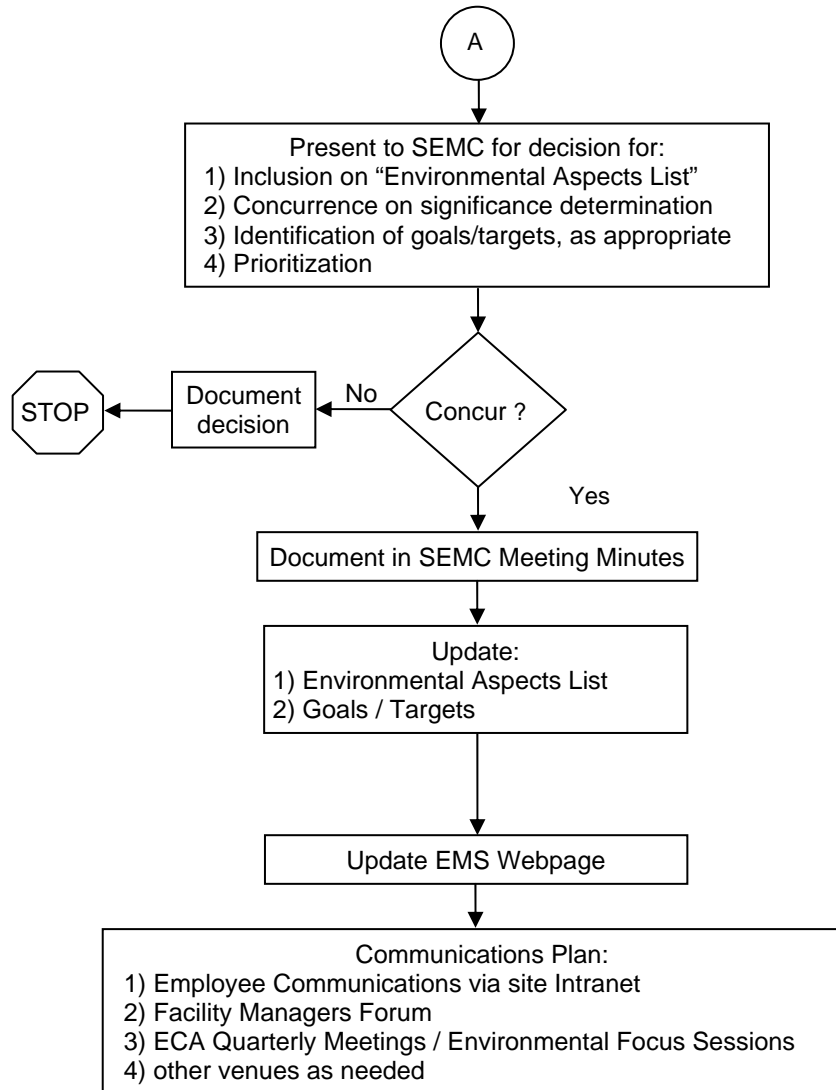 A
Present to SEMC for decision for:
1) Inclusion on “Environmental Aspects List”
2) Concurrence on significance determination
3) Identification of goals/targets, as appropriate
4) Prioritization
Concur ?
No
Document
decision
STOP
Yes
Document in SEMC Meeting Minutes
Update:
1) Environmental Aspects List
2) Goals / Targets
Update EMS Webpage
Communications Plan:
1) Employee Communications via site Intranet
2) Facility Managers Forum
3) ECA Quarterly Meetings / Environmental Focus Sessions
4) other venues as needed